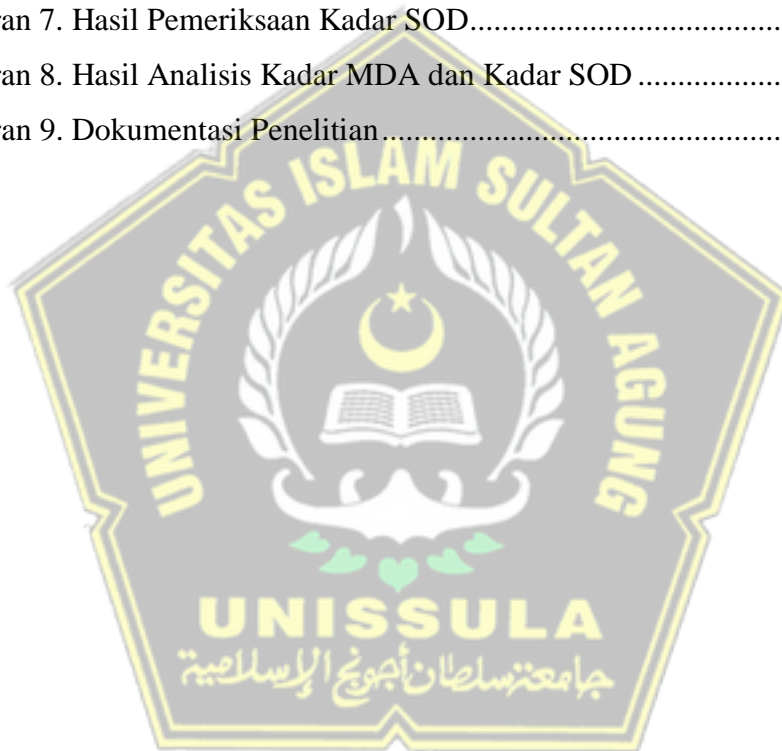 ran 7. Hasil Pemeriksaan Kadar SOD
ran 8. Hasil Analisis Kadar MDA dan Kadar SOD
ran 9. Dokumentasi Penelitian
UNIVERSITAS ISLAM SULTAN AGUNG
UNISSULA
جامعة سلطان أجونج الإسلامية